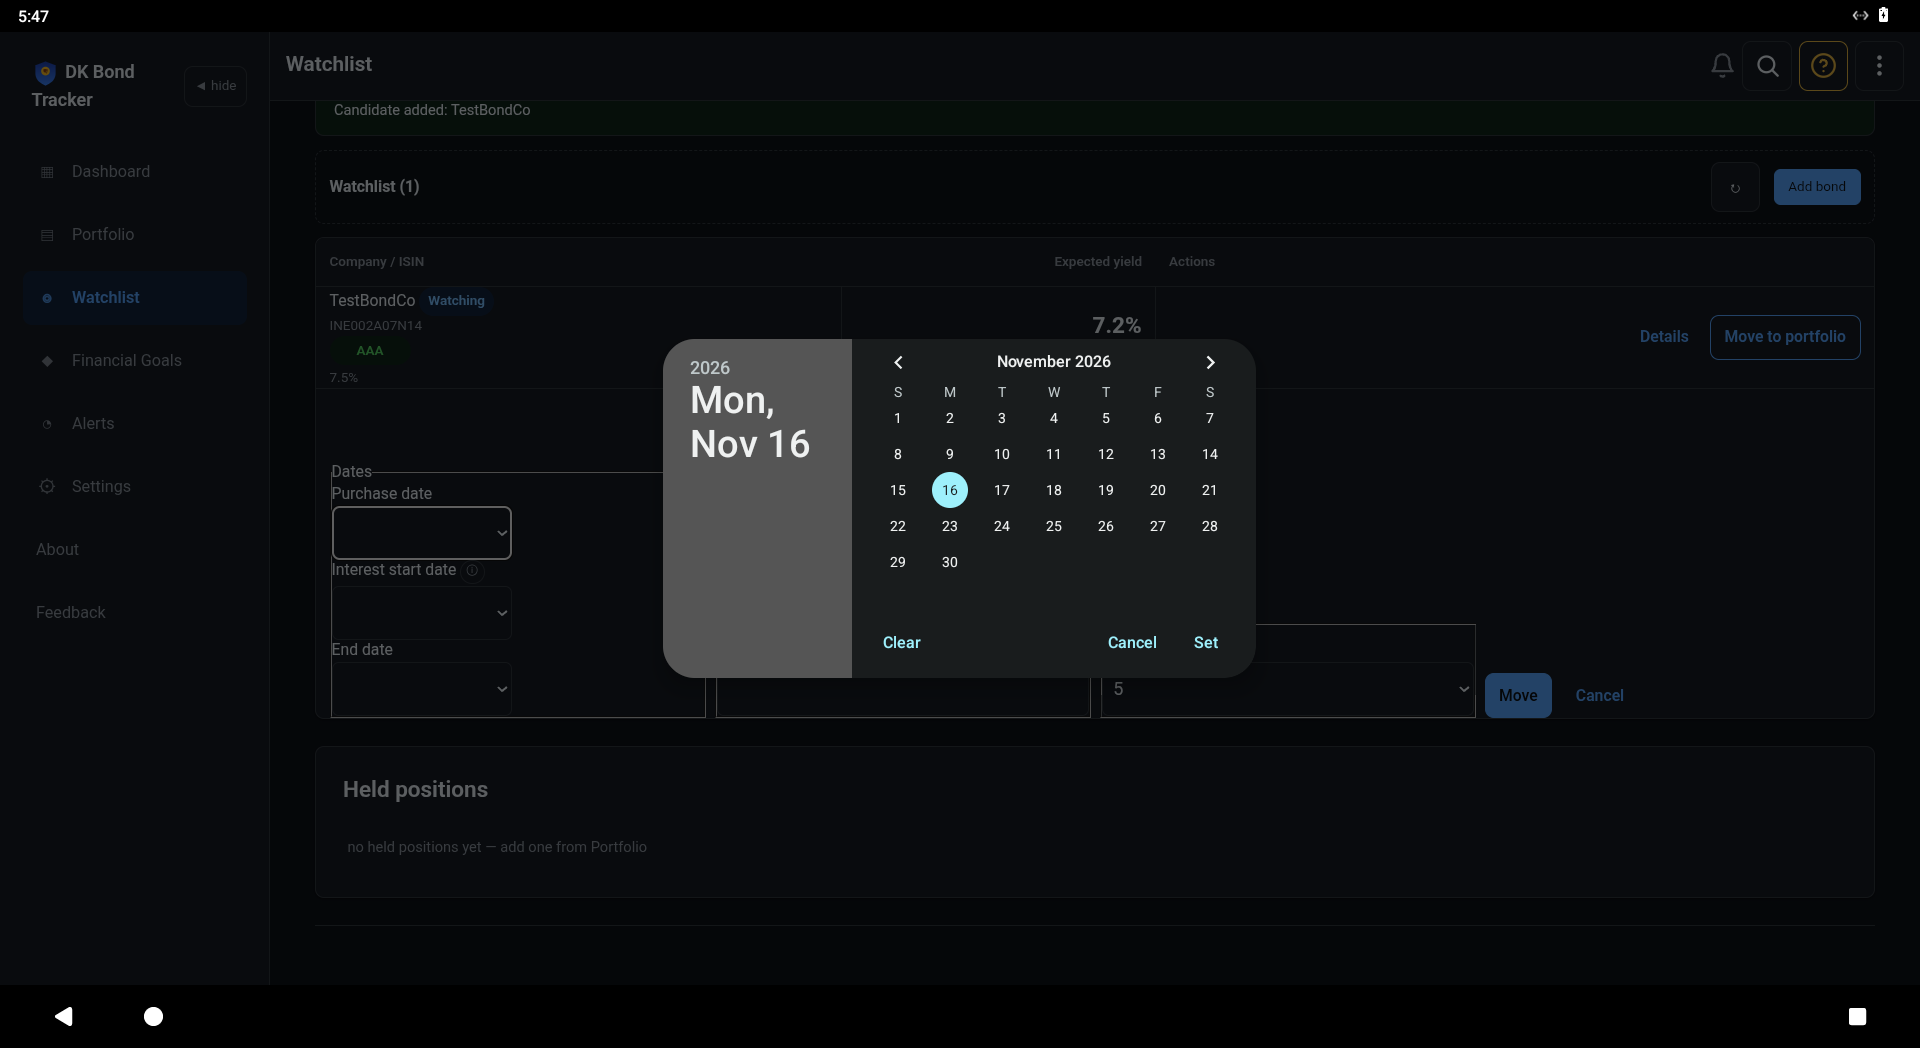 5:47
DK Bond
Tracker
◄ hide
Watchlist
Dashboard
Portfolio
Watchlist
Financial Goals
Alerts
Settings
About
Feedback
Candidate added: TestBondCo
Watchlist (1)
Add bond
Company / ISIN
Expected yield
Actions
TestBondCo Watching
INE002A07N14
AAA
7.5%
7.2%
Details
Move to portfolio
Dates
Purchase date
Interest start date ⓘ
End date
5
Move
Cancel
2026
Mon,
Nov 16
November 2026
S M T W T F S
1 2 3 4 5 6 7
8 9 10 11 12 13 14
15 16 17 18 19 20 21
22 23 24 25 26 27 28
29 30
Clear
Cancel
Set
Held positions
no held positions yet — add one from Portfolio